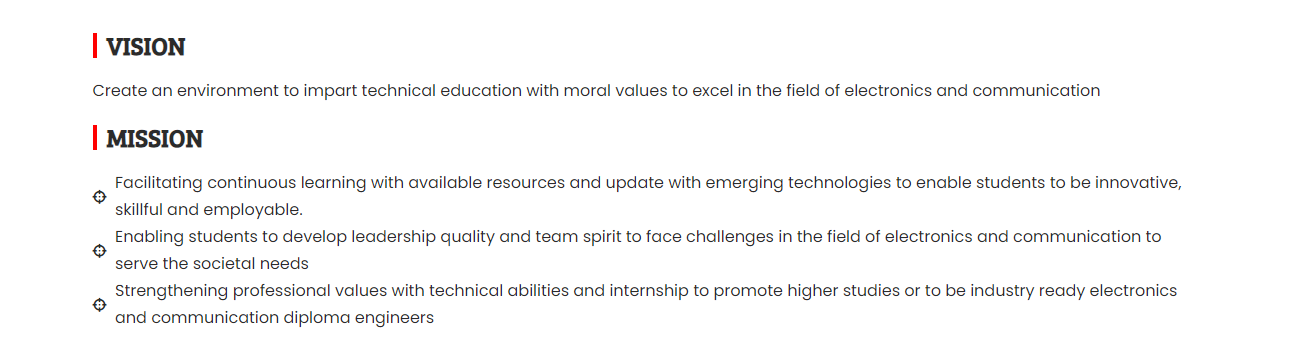 VISION
Create an environment to impart technical education with moral values to excel in the field of electronics and communication
MISSION
Facilitating continuous learning with available resources and update with emerging technologies to enable students to be innovative,
skillful and employable.
Enabling students to develop leadership quality and team spirit to face challenges in the field of electronics and communication to
serve the societal needs
Strengthening professional values with technical abilities and internship to promote higher studies or to be industry ready electronics
and communication diploma engineers